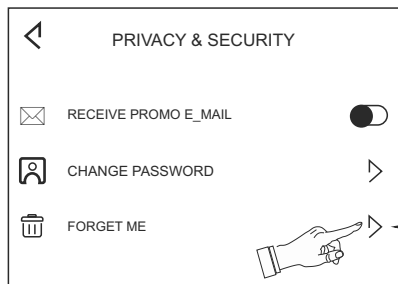 PRIVACY & SECURITY
RECEIVE PROMO E_MAIL
CHANGE PASSWORD
FORGET ME